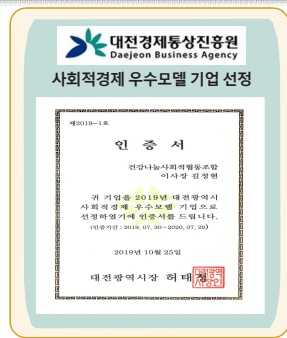 대전경제통상진흥원
Daejeon Business Agency
사회적경제 우수모델 기업 선정
제2019-1호
인 증 서
건강나눔사회적협동조합
이사장 김정현
귀 기업을 2019년 대전광역시
사회적경제 우수모델 기업으로
선정하였기에 인증서를 드립니다.
(인증기간 : 2019. 07. 30~2020. 07. 29)
2019년 10월 25일
대전광역시장 허태정